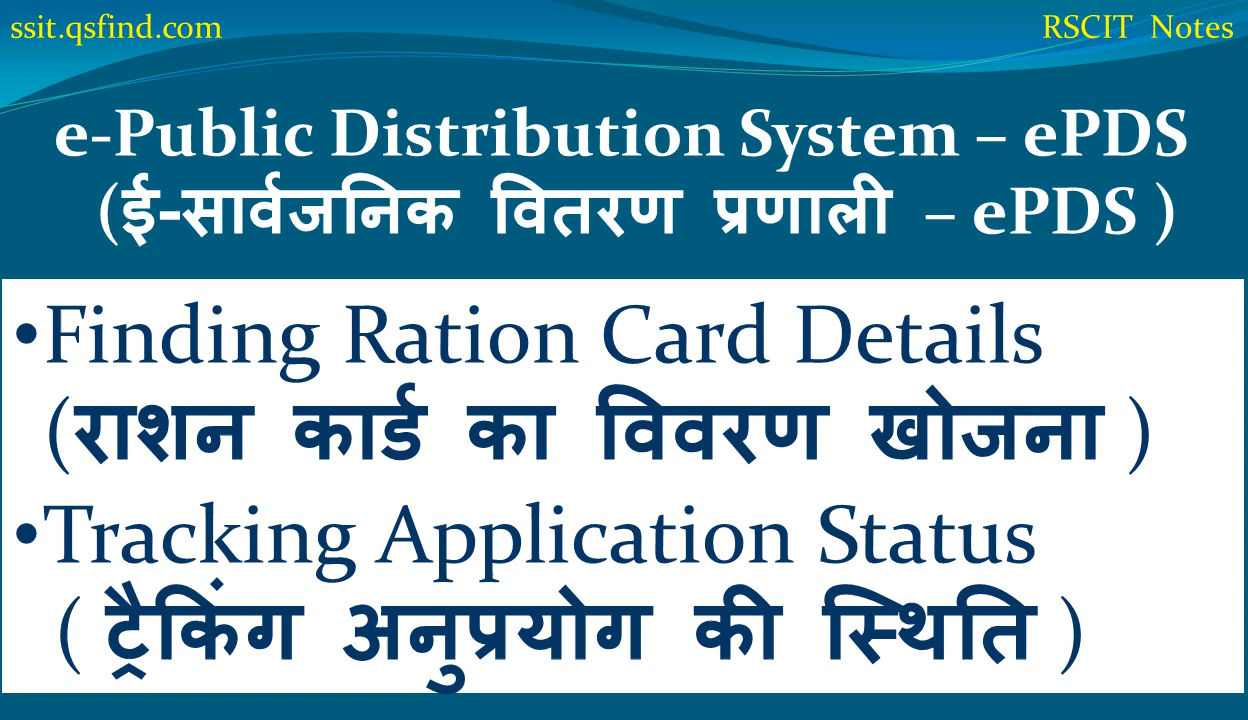 ssit.qsfind.com
RSCIT Notes
e-Public Distribution System – ePDS
(ई-सार्वजनिक वितरण प्रणाली – ePDS )
•Finding Ration Card Details
(राशन कार्ड का विवरण खोजना )
•Tracking Application Status
( ट्रैकिंग अनुप्रयोग की स्थिति )